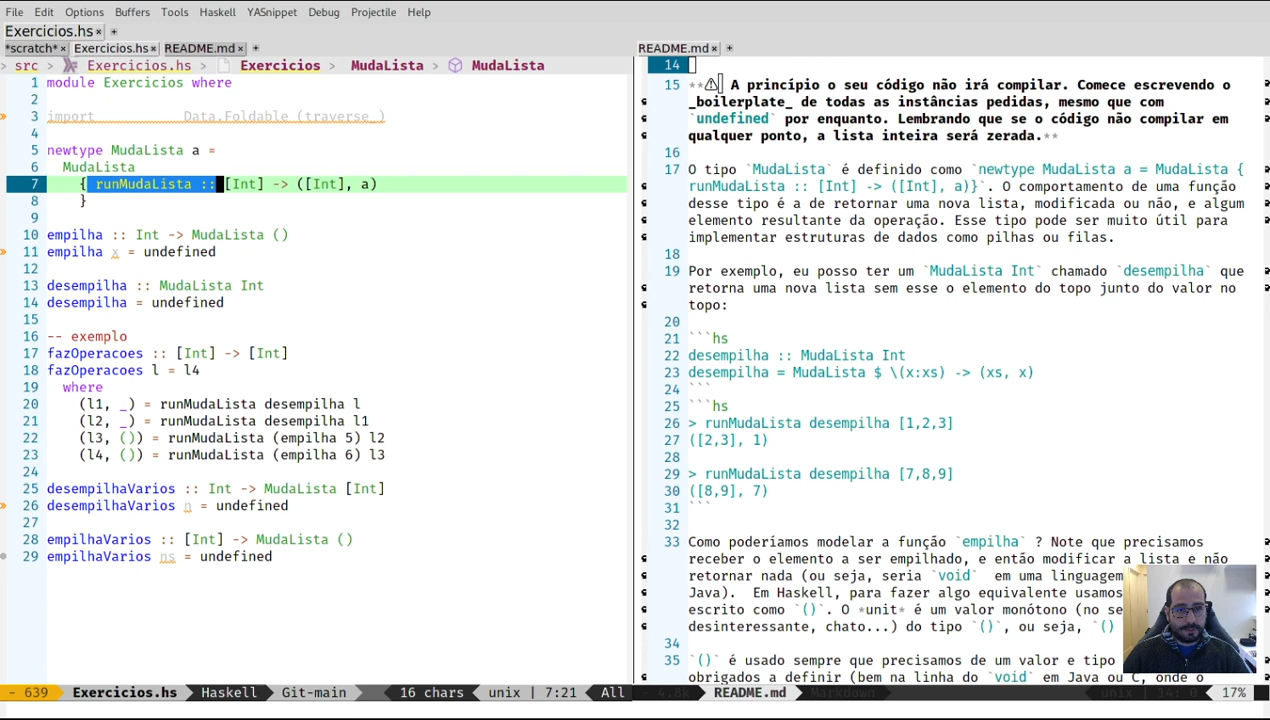 File Edit Options Buffers Tools Haskell YASnippet Debug Projectile Help
Exercicios.hs× +
*scratch*× Exercicios.hs× README.md× +
> src > Exercicios.hs > Exercicios > MudaLista > MudaLista
1 module Exercicios where
2
3 import Data.Foldable (traverse_)
4
5 newtype MudaLista a =
6 MudaLista
7 { runMudaLista :: [Int] -> ([Int], a)
8 }
9
10 empilha :: Int -> MudaLista ()
11 empilha x = undefined
12
13 desempilha :: MudaLista Int
14 desempilha = undefined
15
16 -- exemplo
17 fazOperacoes :: [Int] -> [Int]
18 fazOperacoes l = l4
19 where
20 (l1, _) = runMudaLista desempilha l
21 (l2, _) = runMudaLista desempilha l1
22 (l3, ()) = runMudaLista (empilha 5) l2
23 (l4, ()) = runMudaLista (empilha 6) l3
24
25 desempilhaVarios :: Int -> MudaLista [Int]
26 desempilhaVarios n = undefined
27
28 empilhaVarios :: [Int] -> MudaLista ()
29 empilhaVarios ns = undefined
- 639 Exercicios.hs Haskell Git-main 16 chars unix | 7:21 All
README.md× +
14
15 **⚠ A princípio o seu código não irá compilar. Comece escrevendo o
_boilerplate_ de todas as instâncias pedidas, mesmo que com
`undefined` por enquanto. Lembrando que se o código não compilar em
qualquer ponto, a lista inteira será zerada.**
16
17 O tipo `MudaLista` é definido como `newtype MudaLista a = MudaLista {
runMudaLista :: [Int] -> ([Int], a)}`. O comportamento de uma função
desse tipo é a de retornar uma nova lista, modificada ou não, e algum
elemento resultante da operação. Esse tipo pode ser muito útil para
implementar estruturas de dados como pilhas ou filas.
18
19 Por exemplo, eu posso ter um `MudaLista Int` chamado `desempilha` que
retorna uma nova lista sem esse o elemento do topo junto do valor no
topo:
20
21 ```hs
22 desempilha :: MudaLista Int
23 desempilha = MudaLista $ \(x:xs) -> (xs, x)
24 ```
25 ```hs
26 > runMudaLista desempilha [1,2,3]
27 ([2,3], 1)
28
29 > runMudaLista desempilha [7,8,9]
30 ([8,9], 7)
31 ```
32
33 Como poderíamos modelar a função `empilha` ? Note que precisamos
receber o elemento a ser empilhado, e então modificar a lista e não
retornar nada (ou seja, seria `void` em uma linguagem
Java). Em Haskell, para fazer algo equivalente usamos
escrito como `()`. O *unit* é um valor monótono (no se
desinteressante, chato...) do tipo `()`, ou seja, `()
34
35 `()` é usado sempre que precisamos de um valor e tipo
obrigados a definir (bem na linha do `void` em Java ou C, onde o
- 4.8k README.md Markdown unix | 14: 0 17%